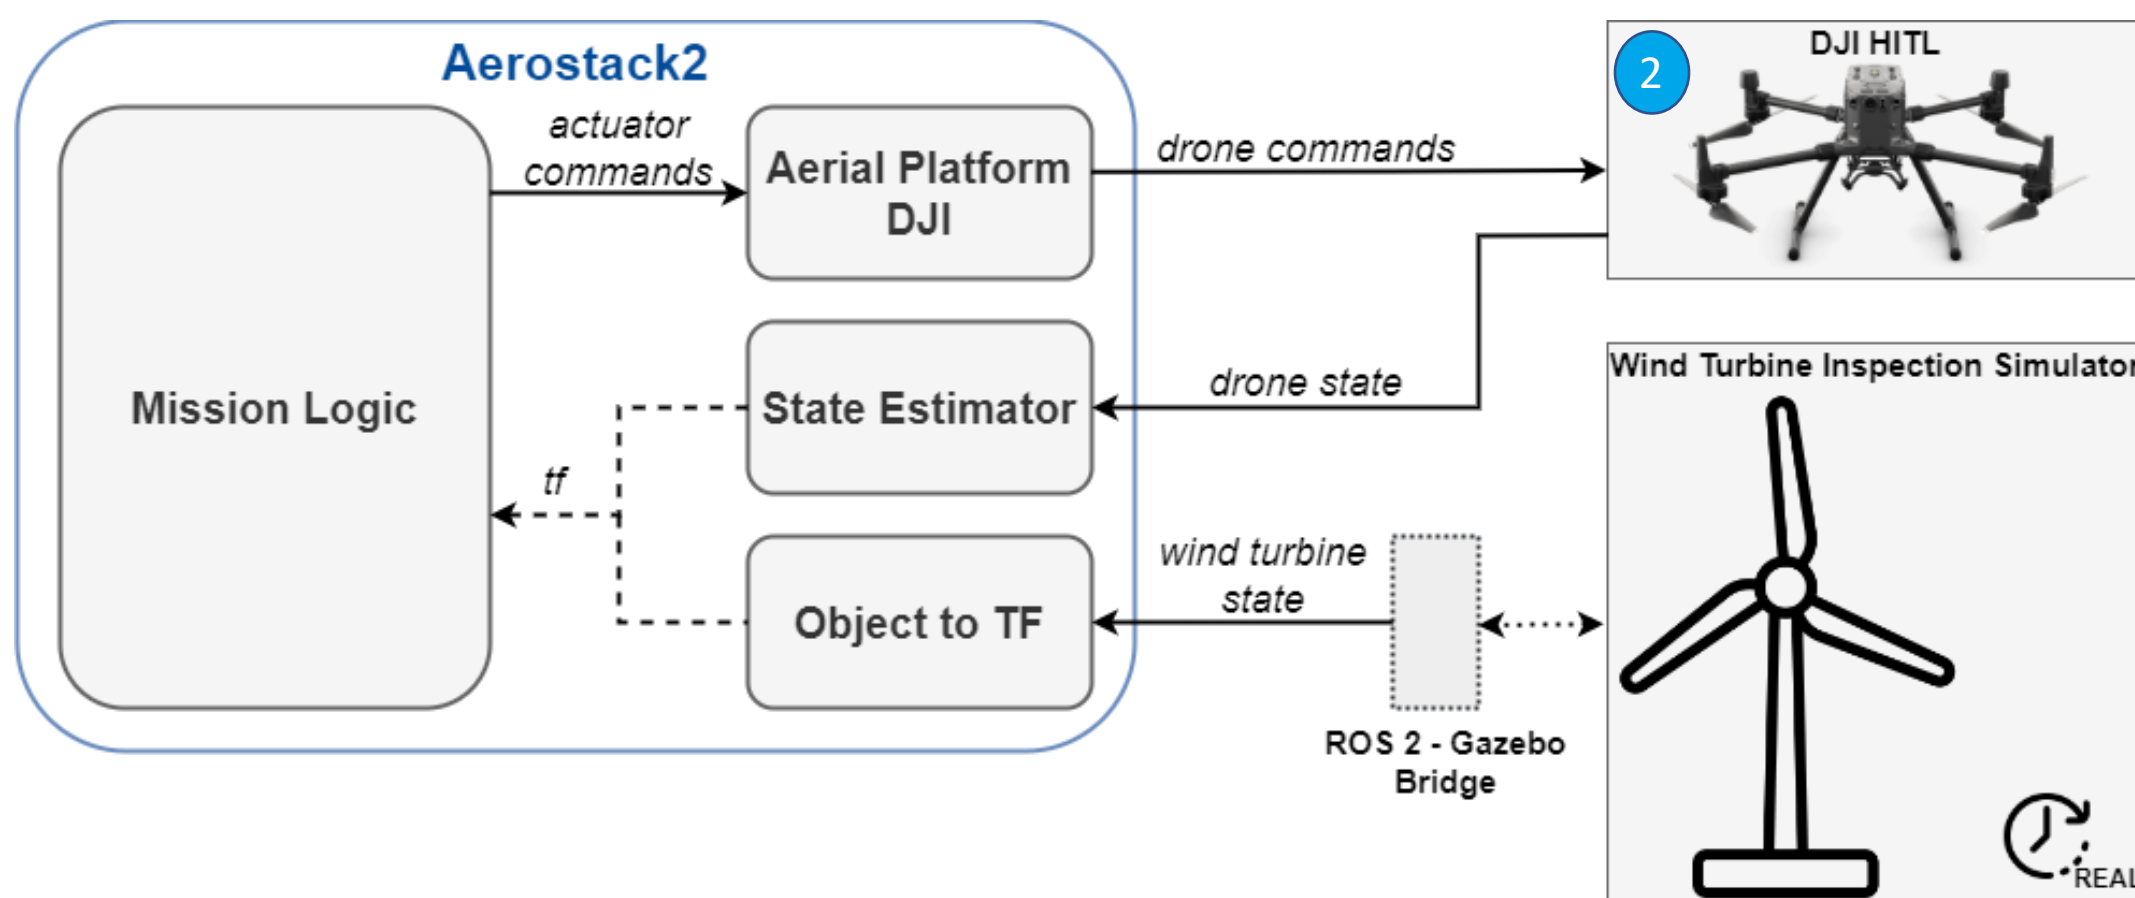 Aerostack2
Mission Logic
actuator
commands
Aerial Platform
DJI
drone commands
2
DJI HITL
State Estimator
drone state
tf
Object to TF
wind turbine
state
ROS 2 - Gazebo
Bridge
Wind Turbine Inspection Simulator
REAL